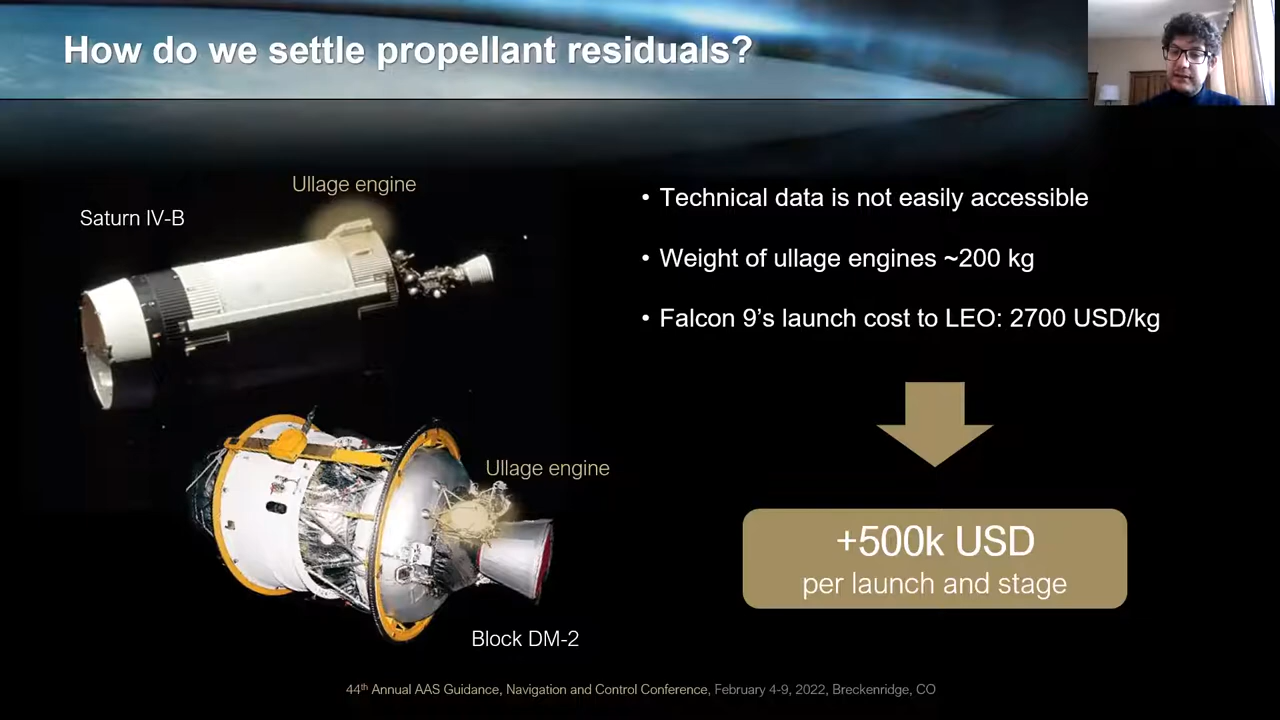 How do we settle propellant residuals?
Ullage engine
Saturn IV-B
• Technical data is not easily accessible
• Weight of ullage engines ~200 kg
• Falcon 9’s launch cost to LEO: 2700 USD/kg
Ullage engine
+500k USD
per launch and stage
Block DM-2
44th Annual AAS Guidance, Navigation and Control Conference, February 4-9, 2022, Breckenridge, CO